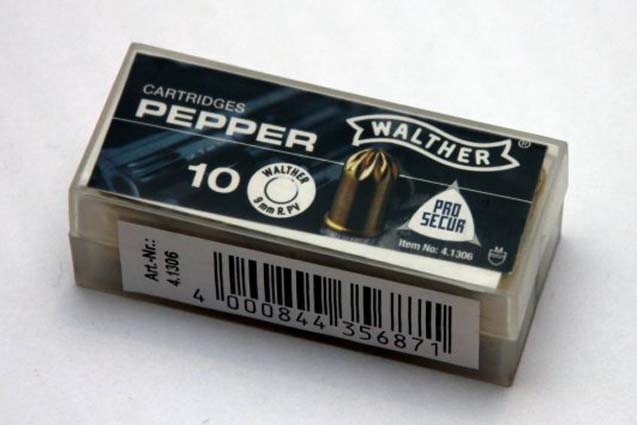 CARTRIDGES
PEPPER
WALTHER ®
10
WALTHER
9 mm R. PV
PRO
SECUR
Item No: 4.1306
Art.-Nr.:
4.1306
4 000844 356871